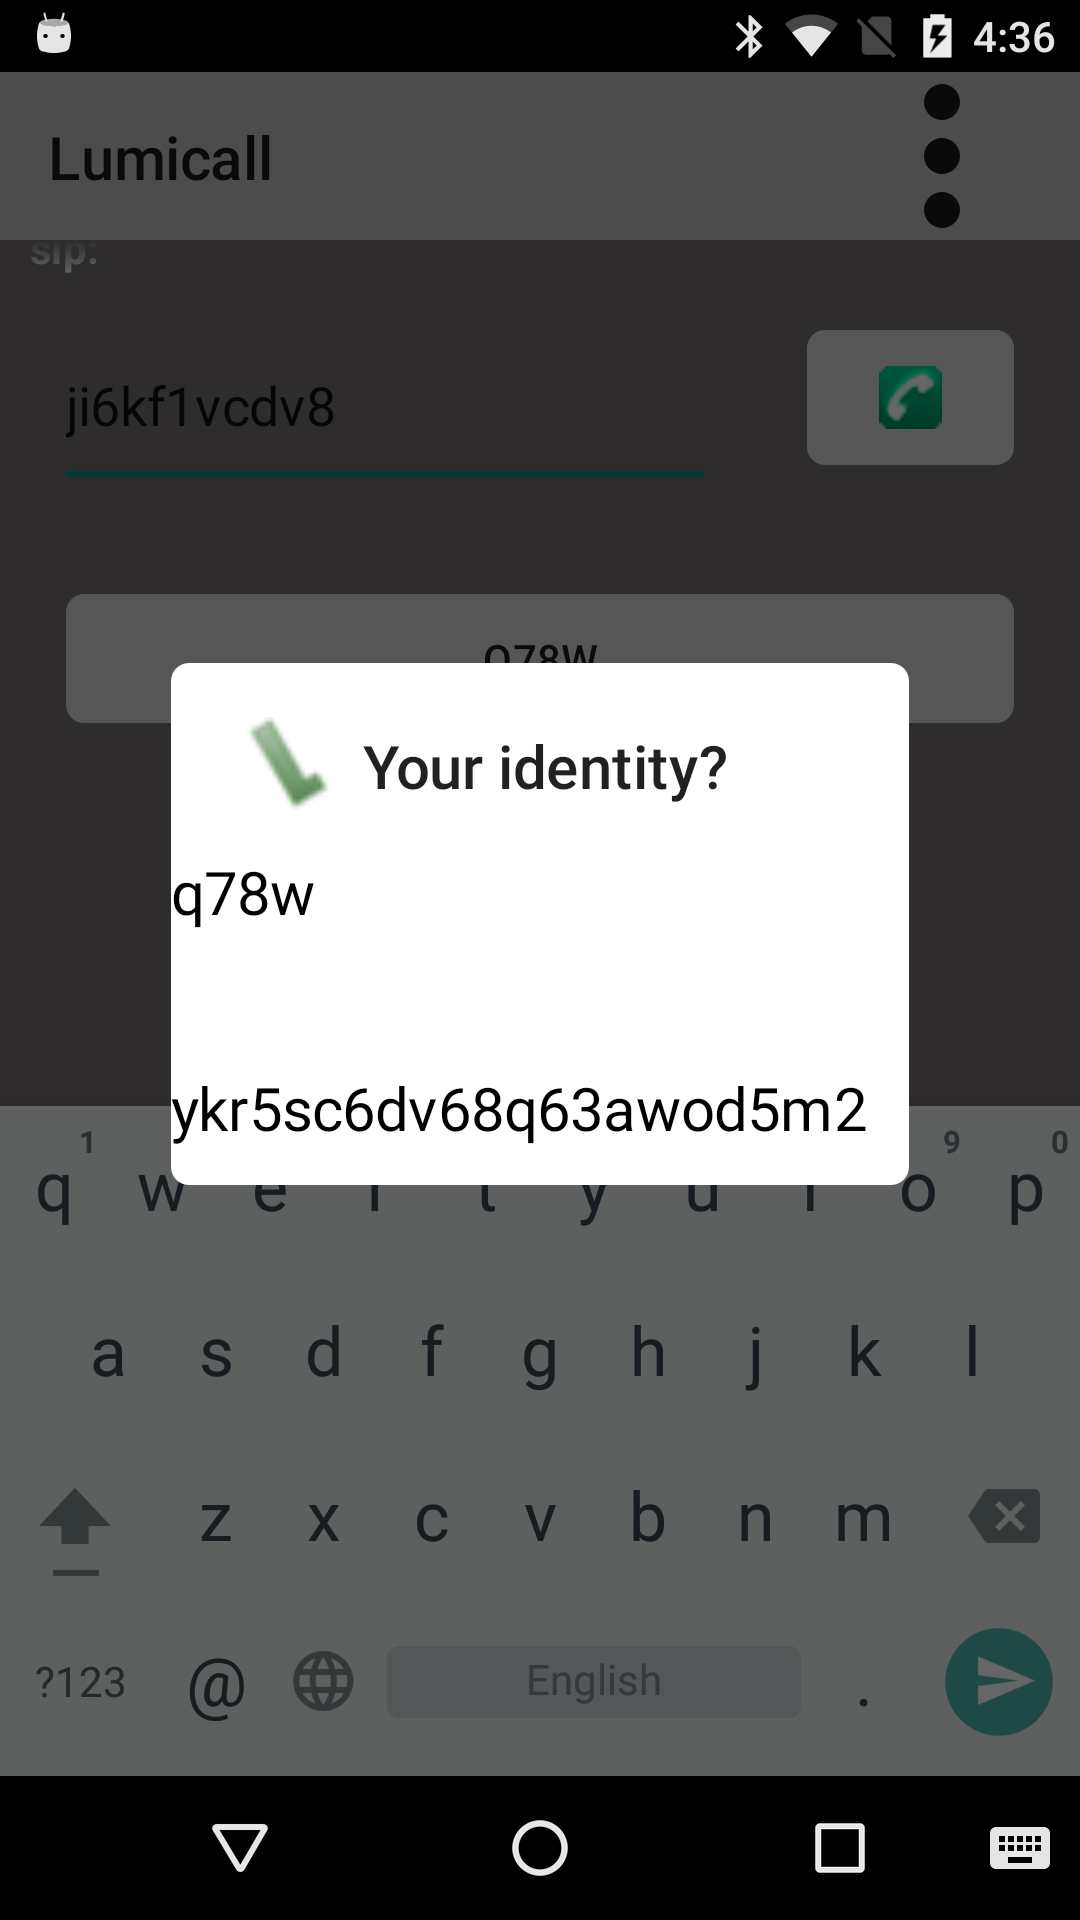 4:36
Lumicall
sip:
ji6kf1vcdv8
Q78W
Your identity?
q78w
ykr5sc6dv68q63awod5m2
1 9 0
q w e r t y u i o p
a s d f g h j k l
z x c v b n m
?123 @ English .